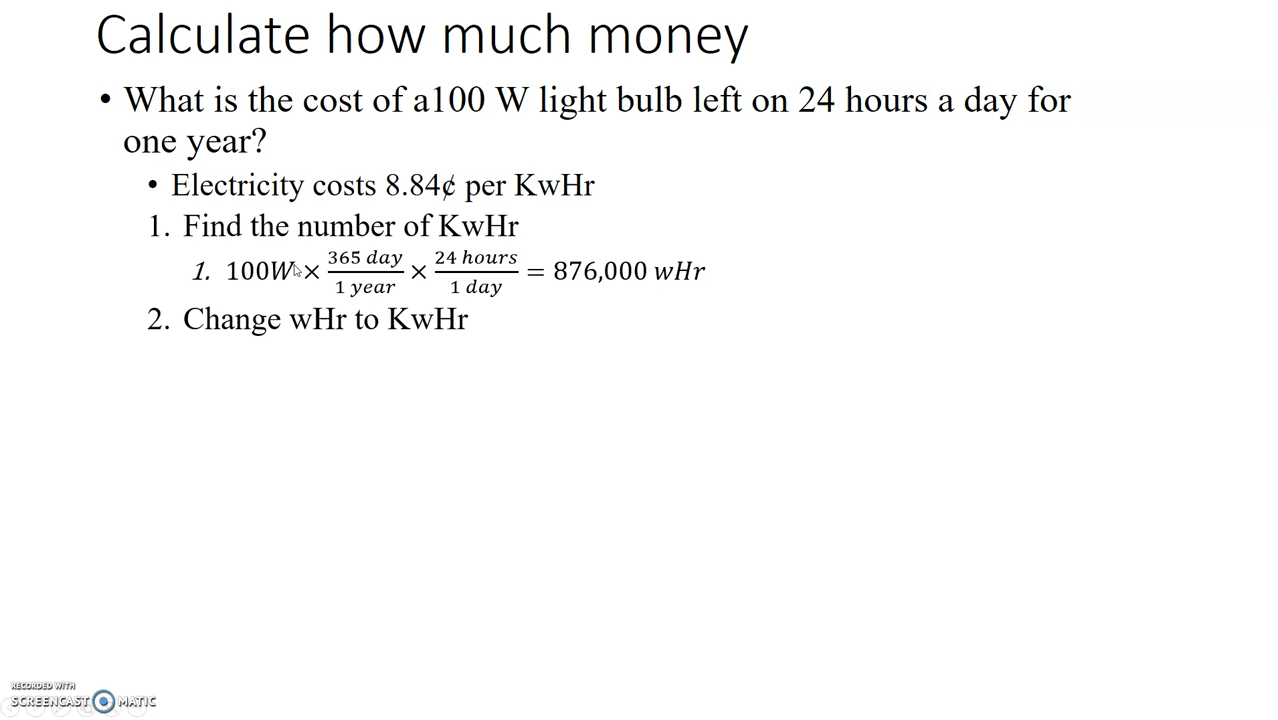 Calculate how much money
• What is the cost of a100 W light bulb left on 24 hours a day for
one year?
• Electricity costs 8.84¢ per KwHr
1. Find the number of KwHr
1. 100W × 365 day / 1 year × 24 hours / 1 day = 876,000 wHr
2. Change wHr to KwHr
RECORDED WITH
SCREENCAST MATIC